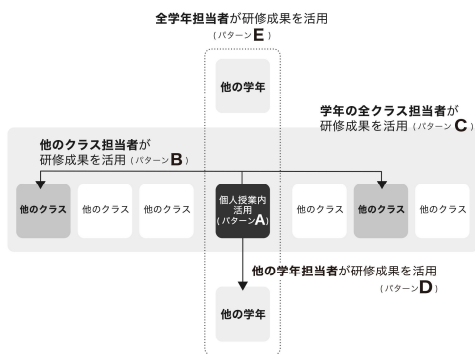 全学年担当者が研修成果を活用
(パターンE)
他の学年
学年の全クラス担当者が
研修成果を活用 (パターンC)
他のクラス担当者が
研修成果を活用 (パターンB)
他のクラス
他のクラス
他のクラス
個人授業内
活用
(パターンA)
他のクラス
他のクラス
他のクラス
他の学年担当者が研修成果を活用
(パターンD)
他の学年